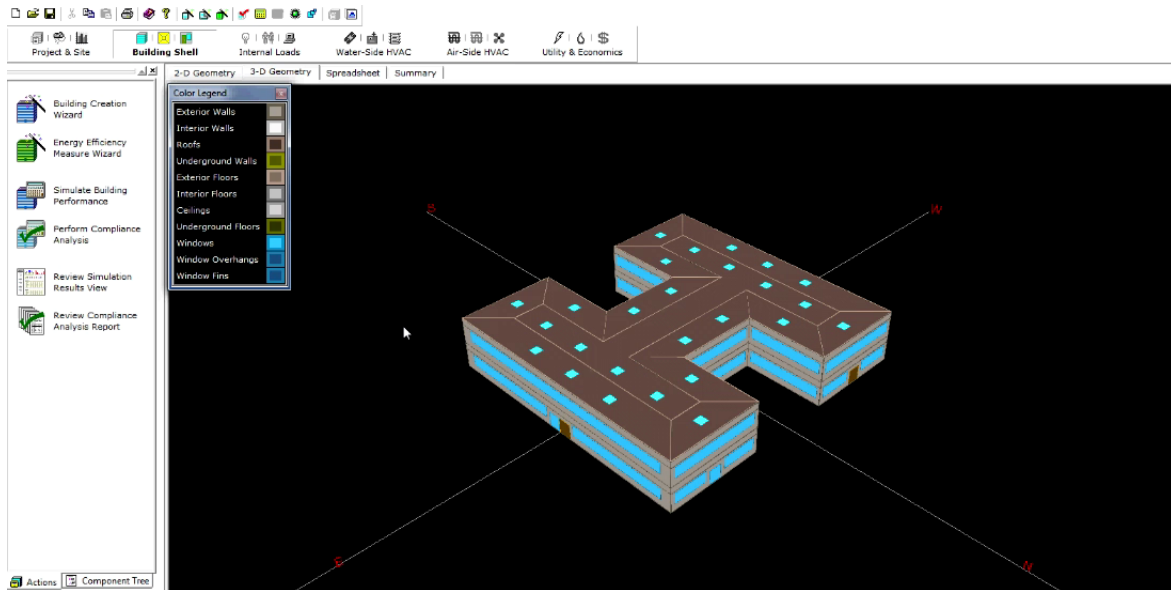 Project & Site
Building Shell
Internal Loads
Water-Side HVAC
Air-Side HVAC
Utility & Economics
2-D Geometry
3-D Geometry
Spreadsheet
Summary
Building Creation
Wizard
Energy Efficiency
Measure Wizard
Simulate Building
Performance
Perform Compliance
Analysis
Review Simulation
Results View
Review Compliance
Analysis Report
Actions
Component Tree
Color Legend
Exterior Walls
Interior Walls
Roofs
Underground Walls
Exterior Floors
Interior Floors
Ceilings
Underground Floors
Windows
Window Overhangs
Window Fins
S
W
E
N